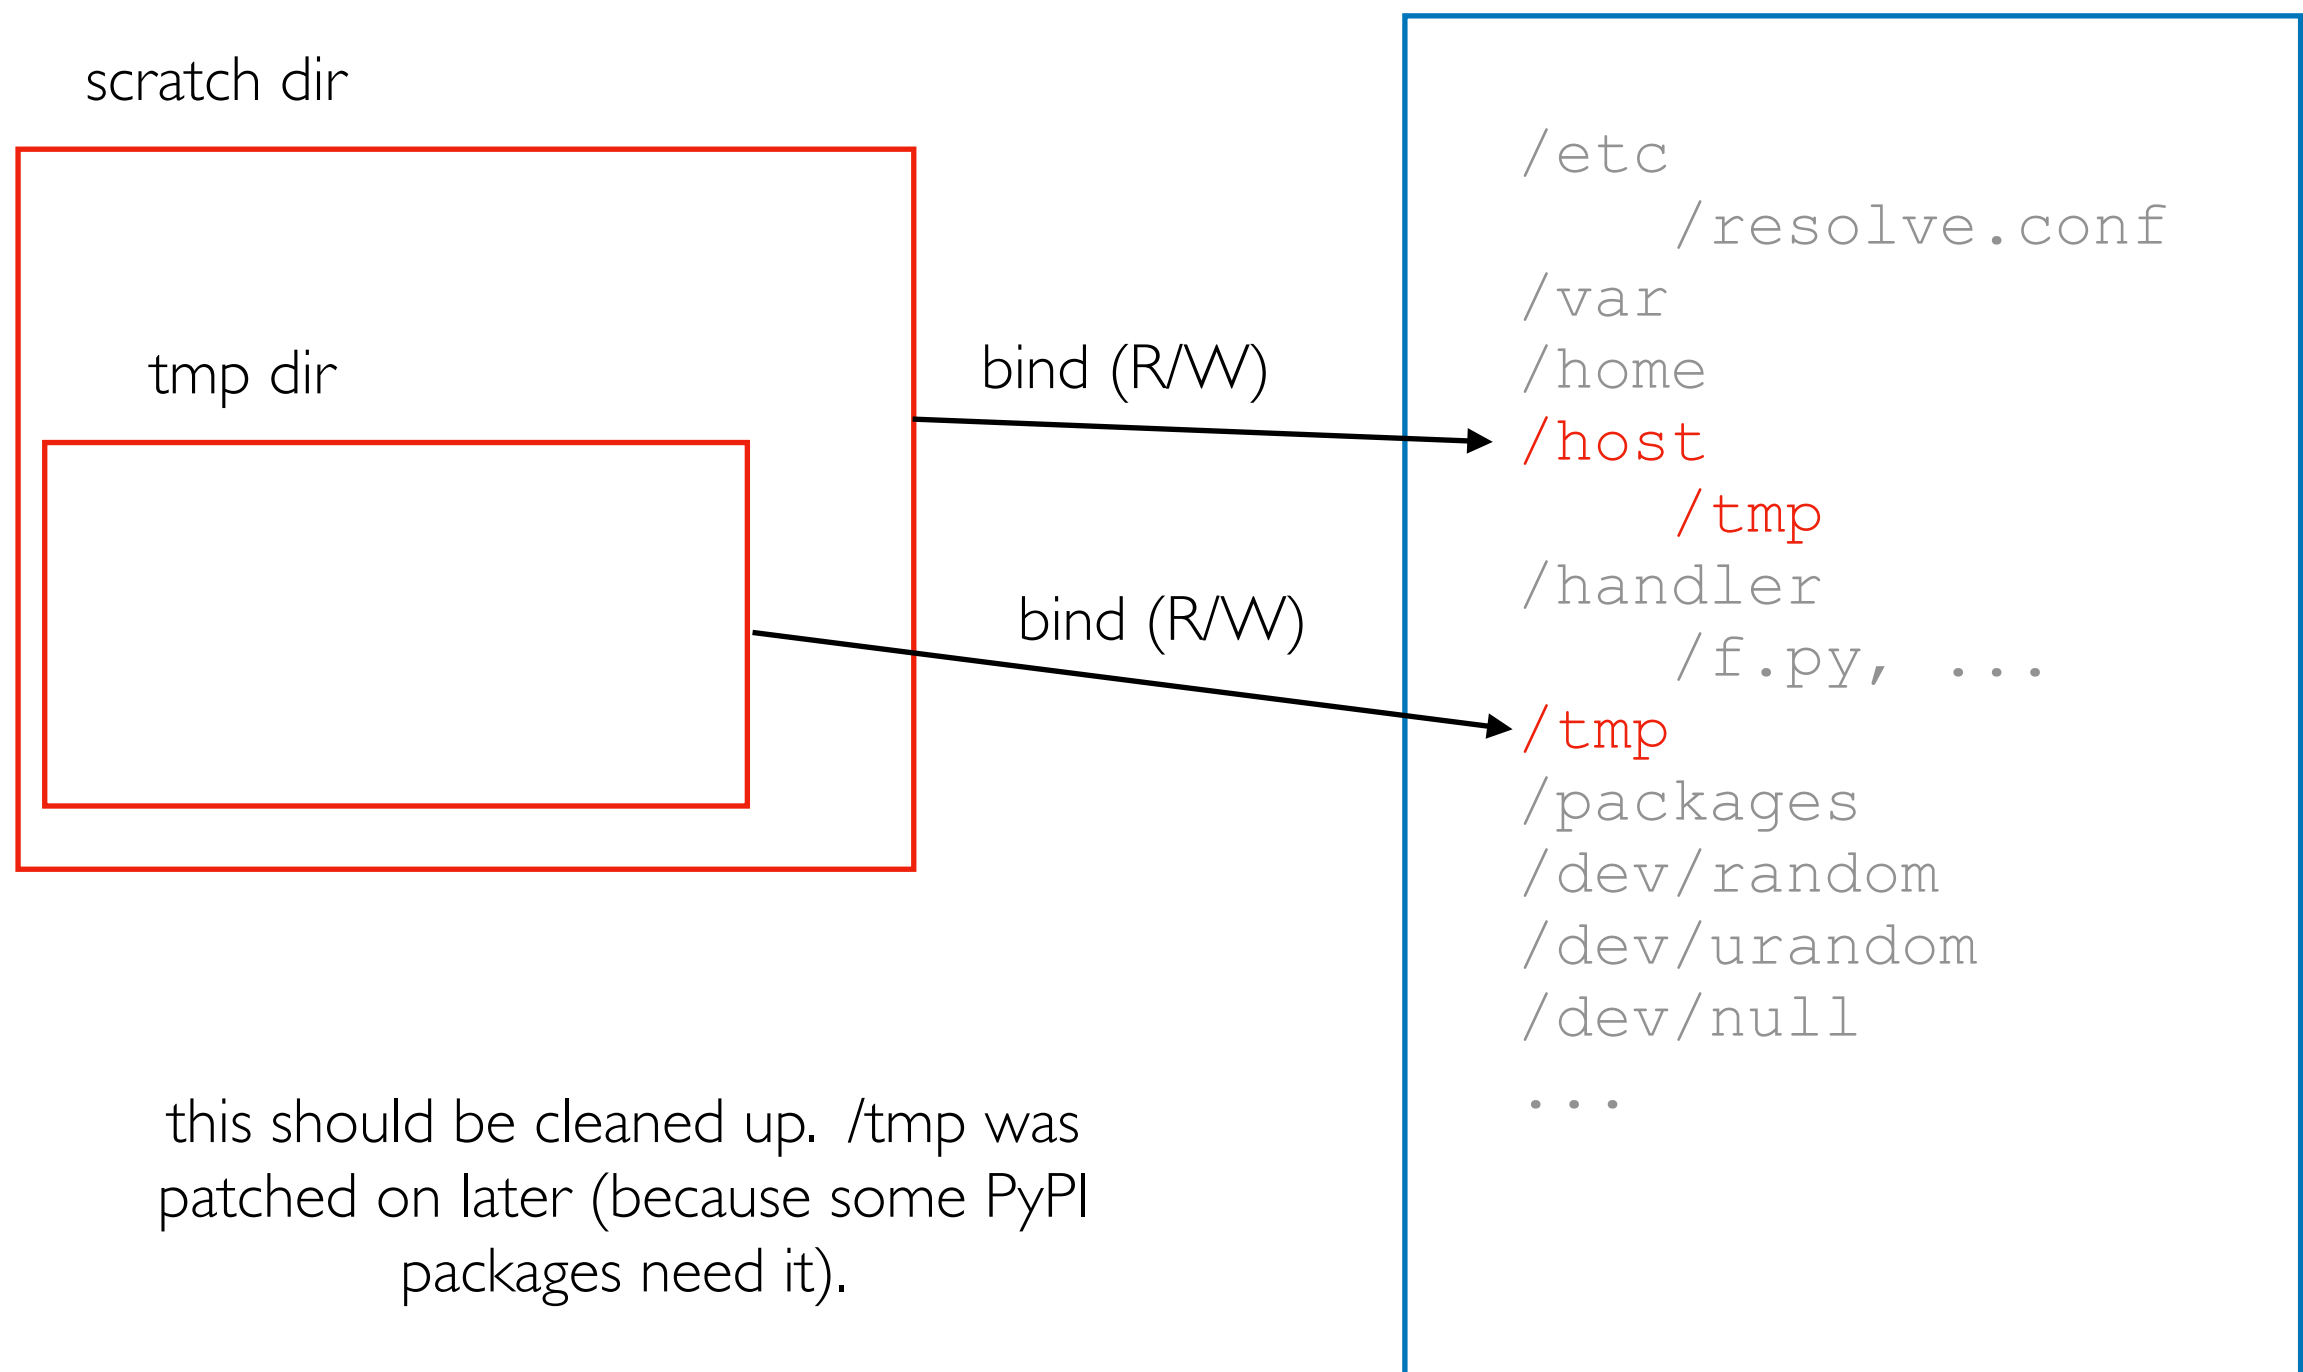 scratch dir
tmp dir
bind (R/W)
bind (R/W)
this should be cleaned up.  /tmp was
patched on later (because some PyPI
packages need it).
/etc
/resolve.conf
/var
/home
/host
/tmp
/handler
/f.py, ...
/tmp
/packages
/dev/random
/dev/urandom
/dev/null
...